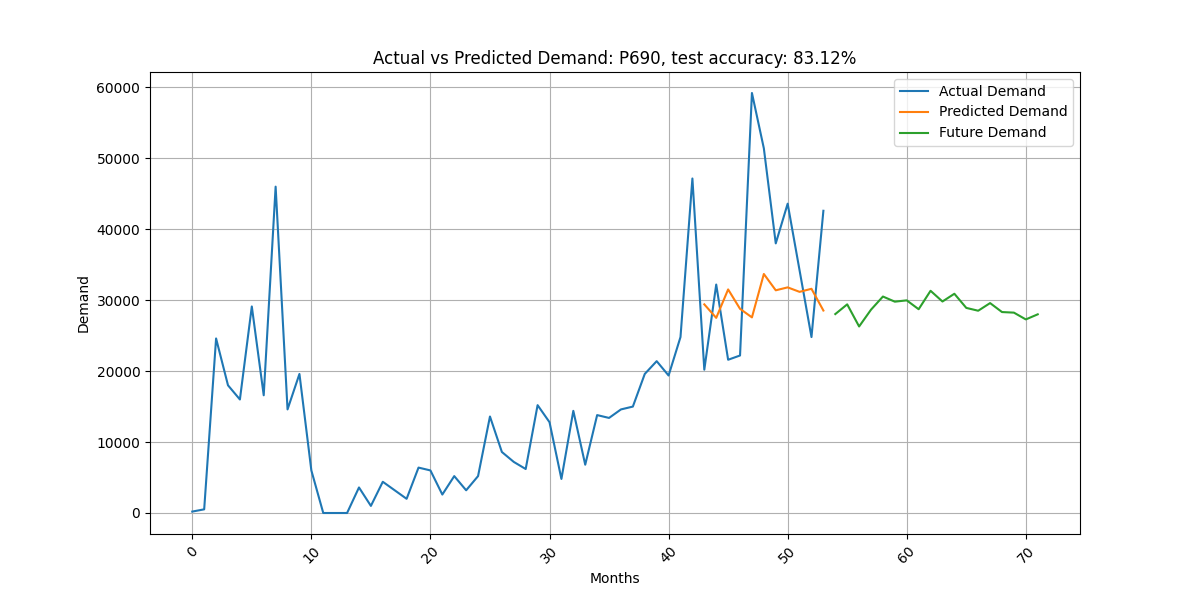 Actual vs Predicted Demand: P690, test accuracy: 83.12%
Actual Demand
Predicted Demand
Future Demand
60000
50000
40000
30000
20000
10000
0
Demand
0 10 20 30 40 50 60 70
Months